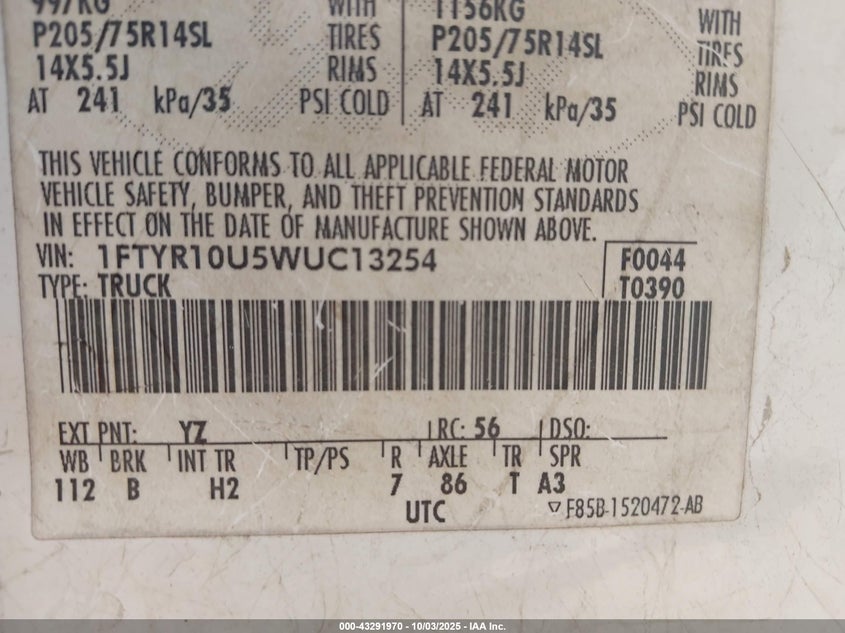 997KG WITH 1156KG WITH
P205/75R14SL TIRES P205/75R14SL TIRES
14X5.5J RIMS 14X5.5J RIMS
AT 241 kPa/35 PSI COLD AT 241 kPa/35 PSI COLD
THIS VEHICLE CONFORMS TO ALL APPLICABLE FEDERAL MOTOR
VEHICLE SAFETY, BUMPER, AND THEFT PREVENTION STANDARDS
IN EFFECT ON THE DATE OF MANUFACTURE SHOWN ABOVE.
VIN: 1FTYR10U5WUC13254 F0044
TYPE: TRUCK T0390
EXT PNT: YZ RC: 56 DSO:
WB BRK INT TR TP/PS R AXLE TR SPR
112 B H2 7 86 T A3
UTC ▽ F85B-1520472-AB
000-43291970 - 10/03/2025 - IAA Inc.